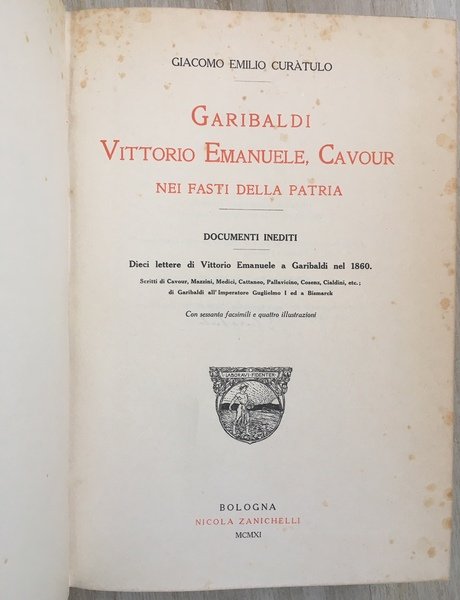 GIACOMO EMILIO CURÀTULO
GARIBALDI
VITTORIO EMANUELE, CAVOUR
NEI FASTI DELLA PATRIA
DOCUMENTI INEDITI
Dieci lettere di Vittorio Emanuele a Garibaldi nel 1860.
Scritti di Cavour, Mazzini, Medici, Cattaneo, Pallavicino, Cosenz, Cialdini, etc.;
di Garibaldi all'Imperatore Guglielmo I ed a Bismarck
Con sessanta facsimili e quattro illustrazioni
LABORAVI·FIDENTER
BOLOGNA
NICOLA ZANICHELLI
MCMXI